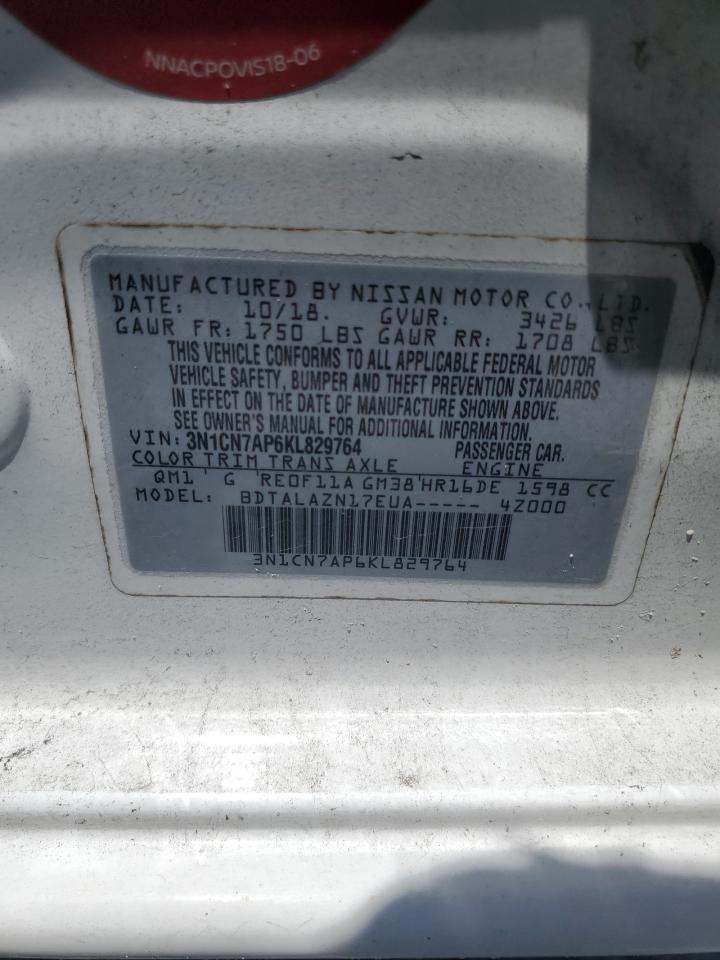 NNACPOVIS18-06
MANUFACTURED BY NISSAN MOTOR CO., LTD.
DATE: 10/18. GVWR: 3426 LBS
GAWR FR: 1750 LBS GAWR RR: 1708 LBS
THIS VEHICLE CONFORMS TO ALL APPLICABLE FEDERAL MOTOR
VEHICLE SAFETY, BUMPER AND THEFT PREVENTION STANDARDS
IN EFFECT ON THE DATE OF MANUFACTURE SHOWN ABOVE.
SEE OWNER'S MANUAL FOR ADDITIONAL INFORMATION
VIN: 3N1CN7AP6KL829764 PASSENGER CAR.
COLOR TRIM TRANS AXLE ENGINE
QM1 ' G ' RE0F11A GM38'HR16DE 1598 CC
MODEL: BDTALAZN17EUA----- 4Z000
3N1CN7AP6KL829764